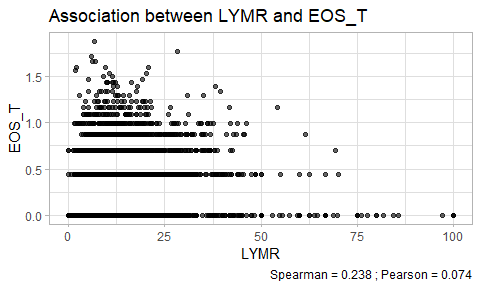 Association between LYMR and EOS_T
EOS_T
1.5
1.0
0.5
0.0
0
25
50
75
100
LYMR
Spearman = 0.238 ; Pearson = 0.074